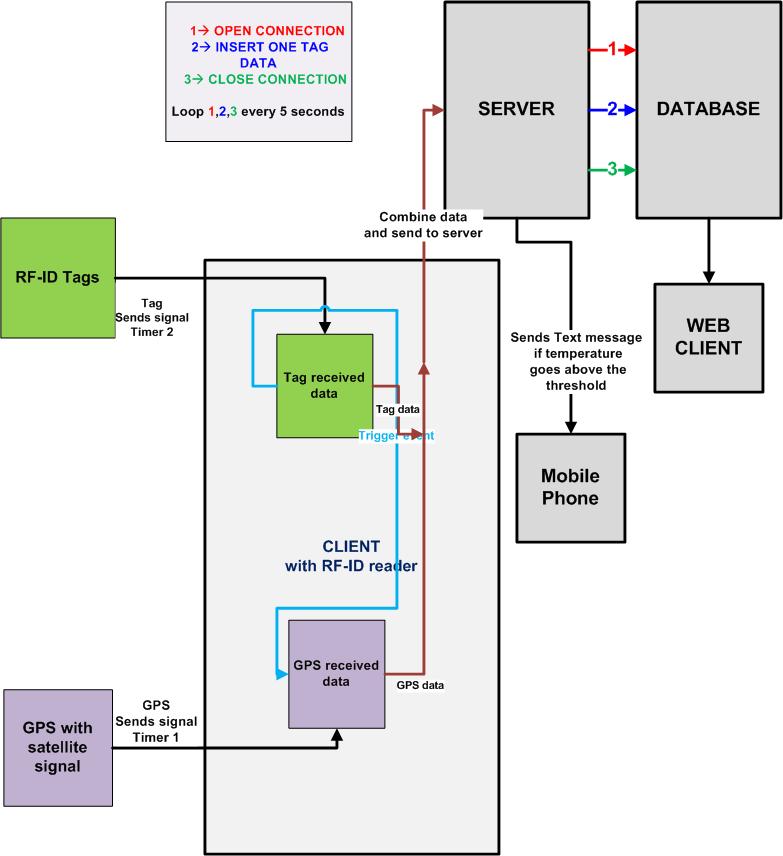 1→ OPEN CONNECTION
2→ INSERT ONE TAG
DATA
3→ CLOSE CONNECTION
Loop 1,2,3 every 5 seconds
SERVER
1
2
3
DATABASE
Combine data
and send to server
RF-ID Tags
Tag
Sends signal
Timer 2
Tag received
data
Tag data
Trigger event
Sends Text message
if temperature
goes above the
threshold
WEB
CLIENT
Mobile
Phone
CLIENT
with RF-ID reader
GPS received
data
GPS data
GPS
Sends signal
Timer 1
GPS with
satellite
signal